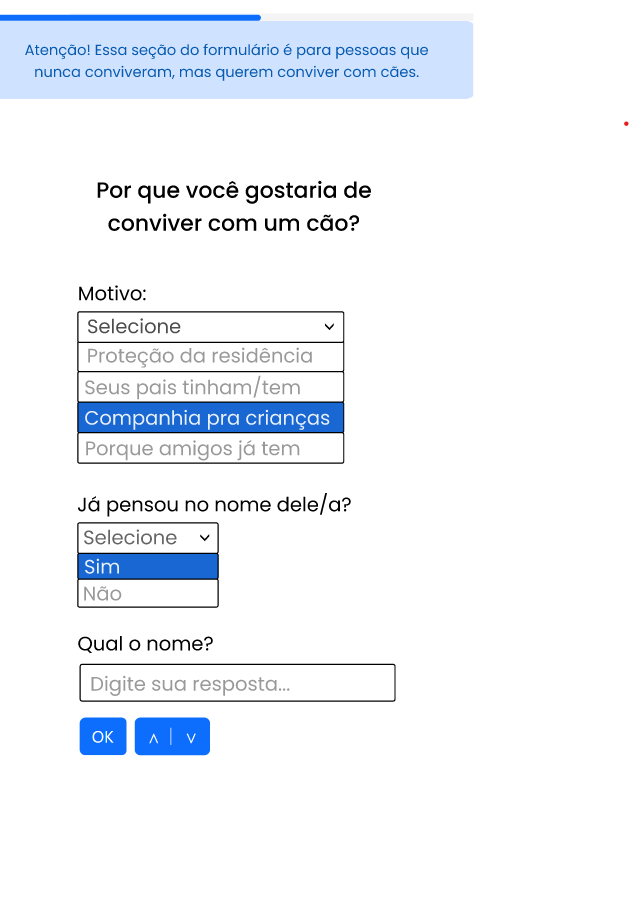 Atenção! Essa seção do formulário é para pessoas que
nunca conviveram, mas querem conviver com cães.
Por que você gostaria de
conviver com um cão?
Motivo:
Selecione
Proteção da residência
Seus pais tinham/tem
Companhia pra crianças
Porque amigos já tem
Já pensou no nome dele/a?
Selecione
Sim
Não
Qual o nome?
Digite sua resposta...
OK